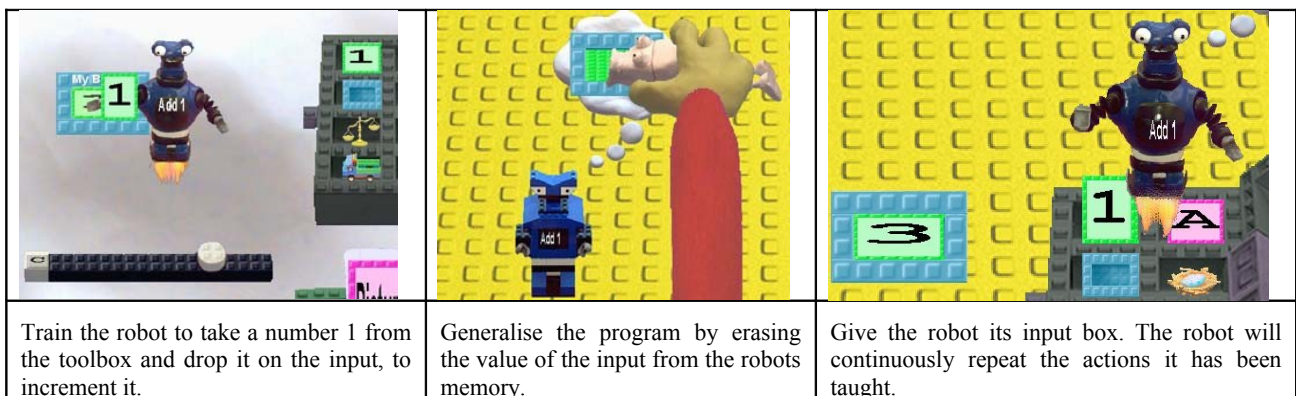 My B
1
Add 1
1
C
Add 1
Add 1
3
1
A
Train the robot to take a number 1 from
the toolbox and drop it on the input, to
increment it.
Generalise the program by erasing
the value of the input from the robots
memory.
Give the robot its input box. The robot will
continuously repeat the actions it has been
taught.